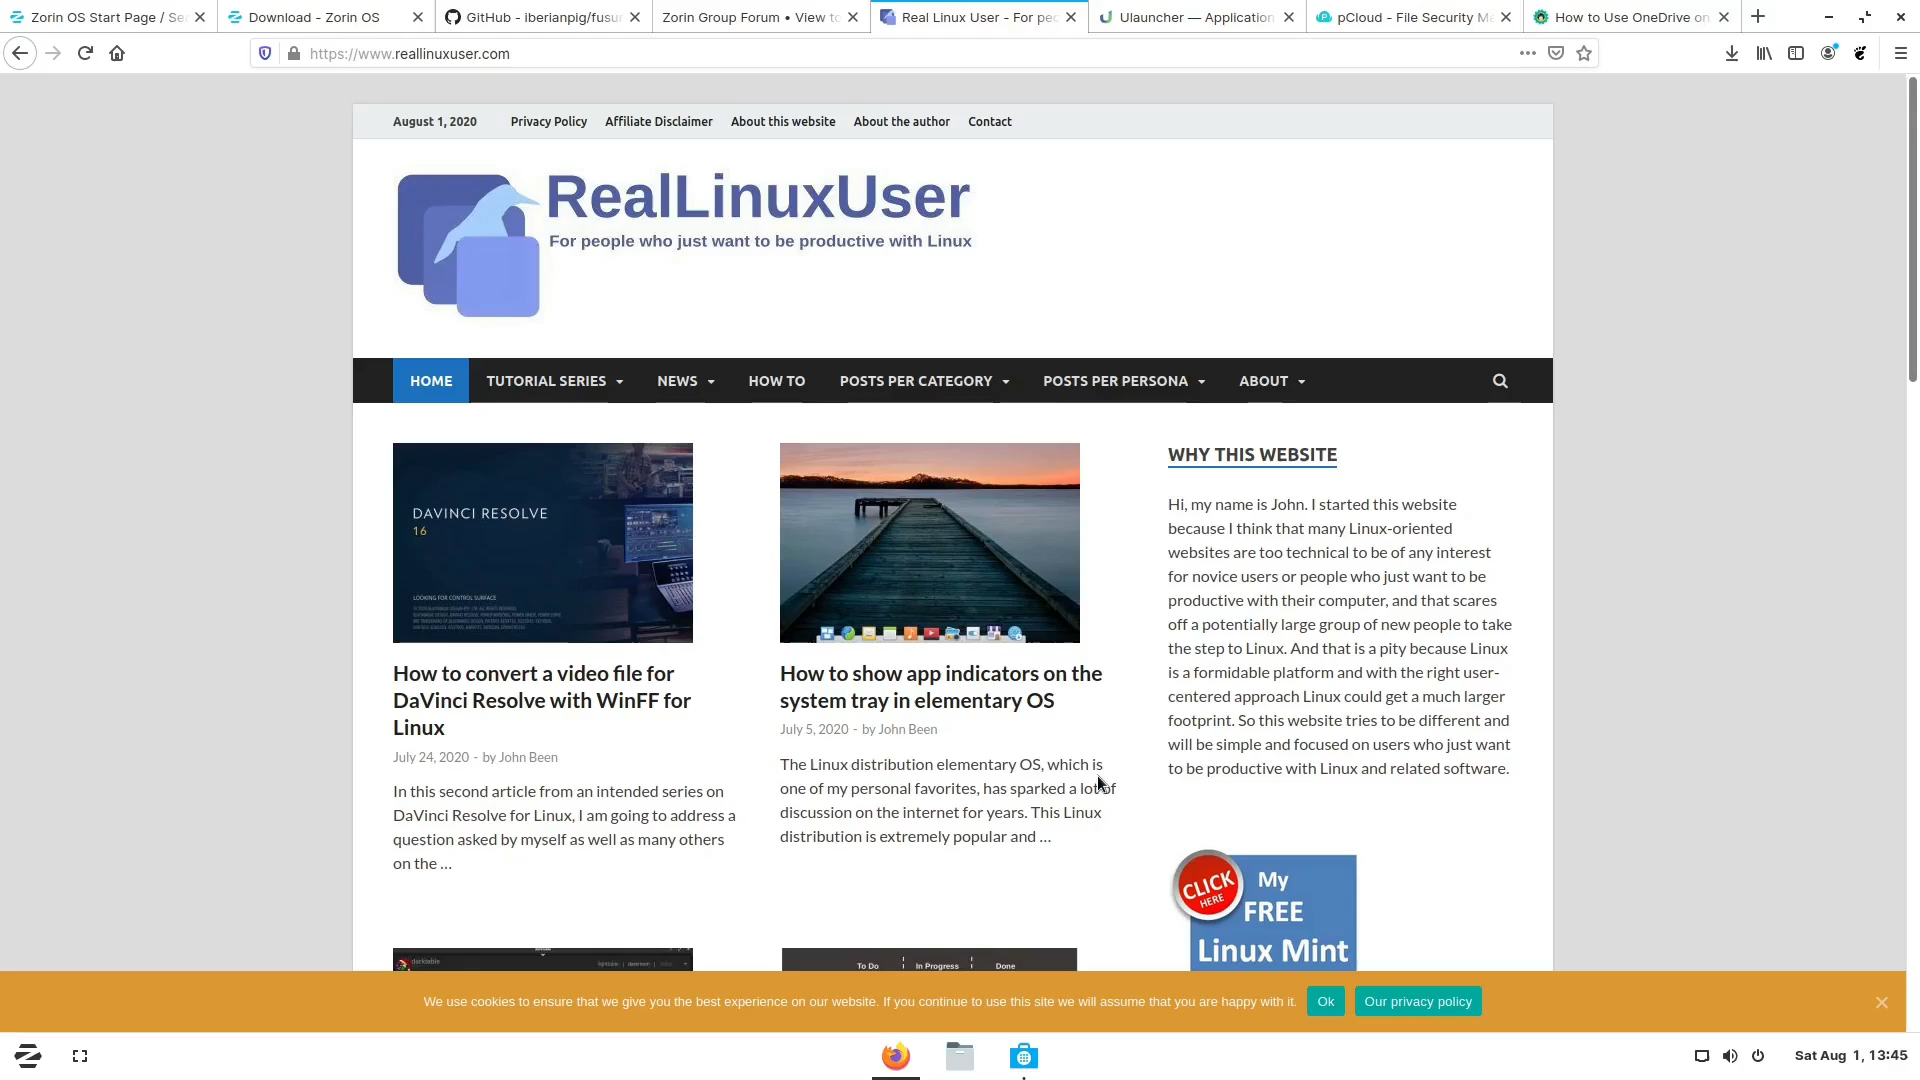 Zorin OS Start Page / Se
Download - Zorin OS
GitHub - iberianpig/fusu
Zorin Group Forum • View to
Real Linux User - For peo
Ulauncher — Application
pCloud - File Security Ma
How to Use OneDrive on
https://www.reallinuxuser.com
August 1, 2020
Privacy Policy
Affiliate Disclaimer
About this website
About the author
Contact
RealLinuxUser
For people who just want to be productive with Linux
HOME
TUTORIAL SERIES
NEWS
HOW TO
POSTS PER CATEGORY
POSTS PER PERSONA
ABOUT
DAVINCI RESOLVE
16
LOOKING FOR CONTROL SURFACE
How to convert a video file for
DaVinci Resolve with WinFF for
Linux
July 24, 2020 - by John Been
In this second article from an intended series on
DaVinci Resolve for Linux, I am going to address a
question asked by myself as well as many others
on the …
How to show app indicators on the
system tray in elementary OS
July 5, 2020 - by John Been
The Linux distribution elementary OS, which is
one of my personal favorites, has sparked a lot of
discussion on the internet for years. This Linux
distribution is extremely popular and …
WHY THIS WEBSITE
Hi, my name is John. I started this website
because I think that many Linux-oriented
websites are too technical to be of any interest
for novice users or people who just want to be
productive with their computer, and that scares
off a potentially large group of new people to take
the step to Linux. And that is a pity because Linux
is a formidable platform and with the right user-
centered approach Linux could get a much larger
footprint. So this website tries to be different and
will be simple and focused on users who just want
to be productive with Linux and related software.
CLICK
HERE
My
FREE
Linux Mint
darktable
To Do
In Progress
Done
We use cookies to ensure that we give you the best experience on our website. If you continue to use this site we will assume that you are happy with it.
Ok
Our privacy policy
Sat Aug 1, 13:45